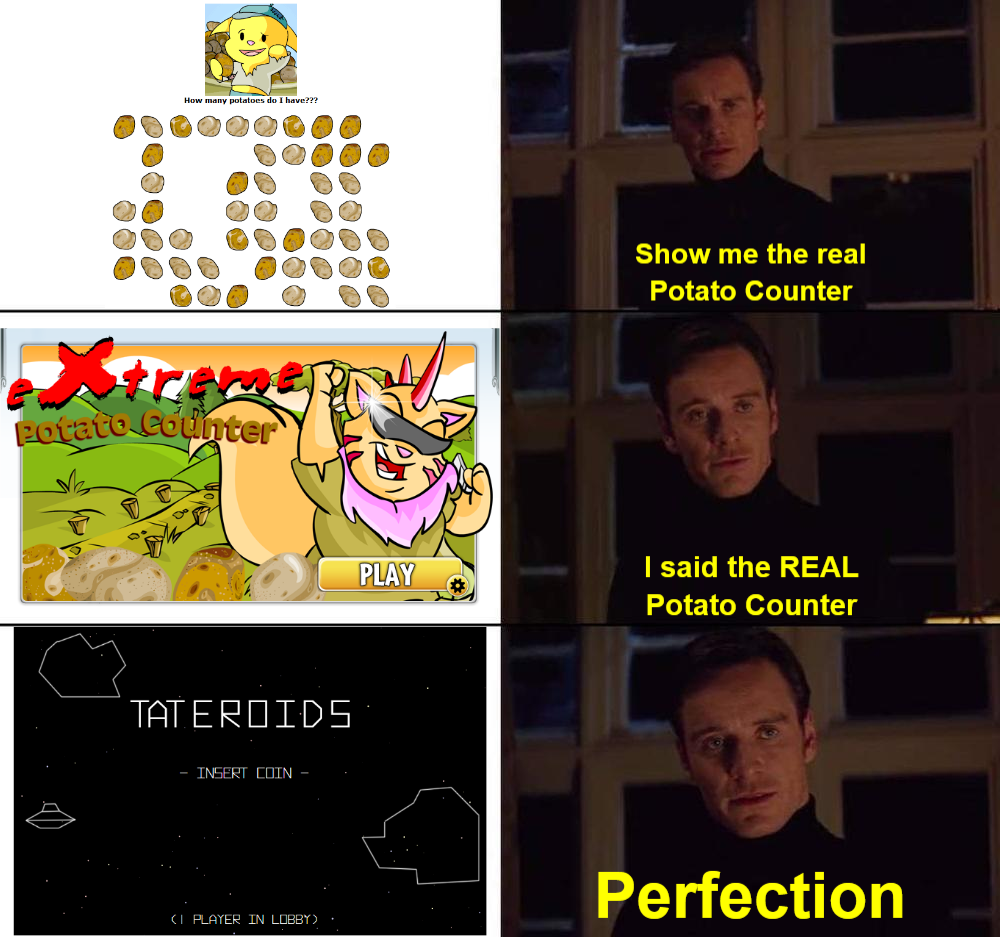 How many potatoes do I have???
Show me the real
Potato Counter
eXtreme
Potato Counter
PLAY
I said the REAL
Potato Counter
TATEROIDS
- INSERT COIN -
(1 PLAYER IN LOBBY)
Perfection